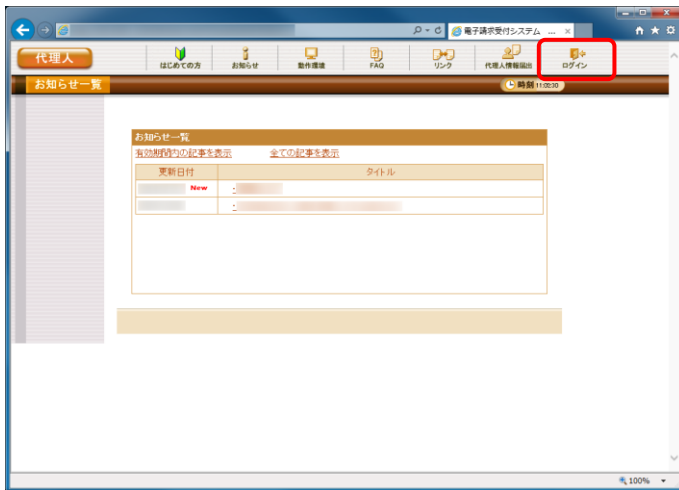 電子請求受付システム ...
代理人
はじめての方
お知らせ
動作環境
FAQ
リンク
代理人情報届出
ログイン
お知らせ一覧
時刻
お知らせ一覧
有効期間内の記事を表示 全ての記事を表示
更新日付 タイトル
New
100%